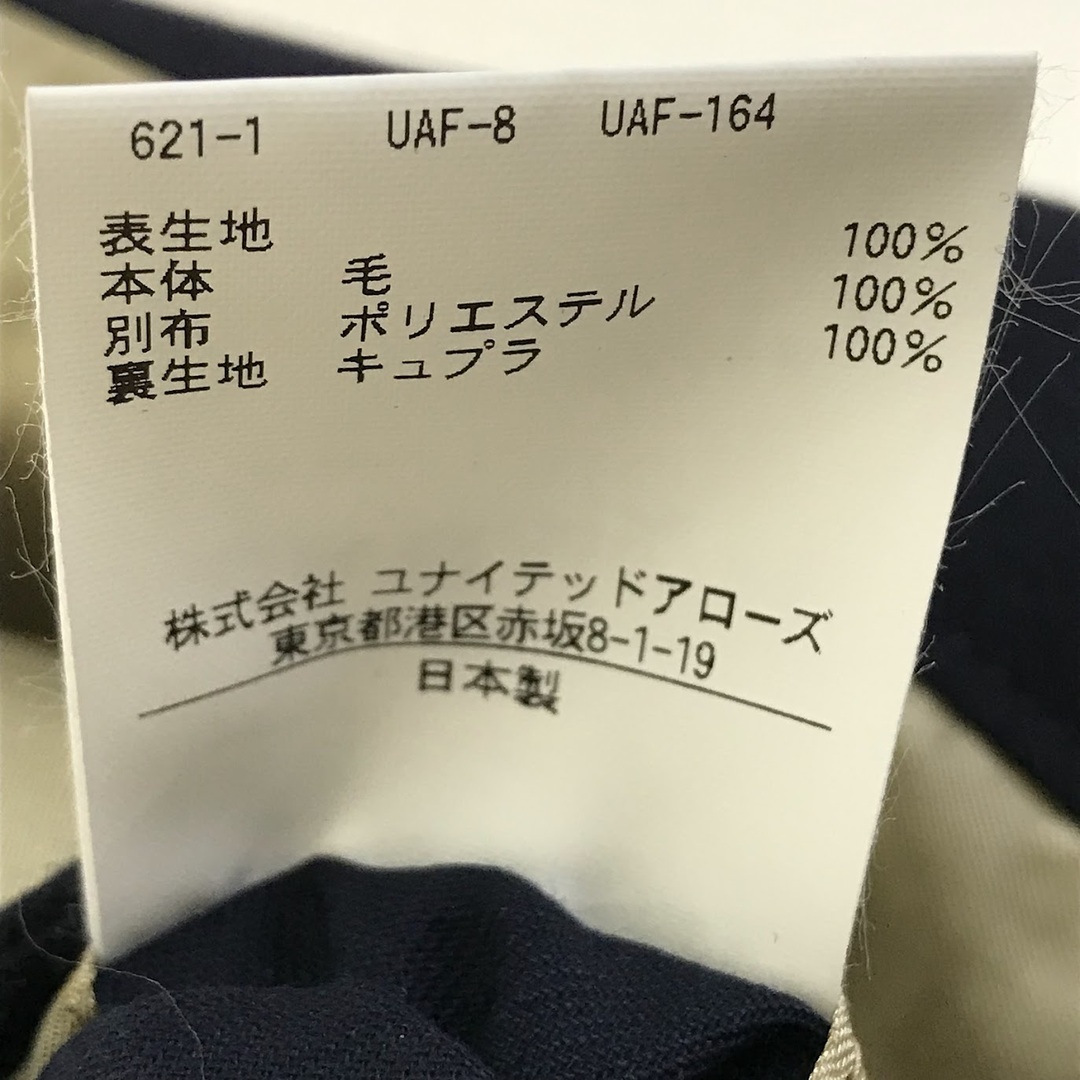 621-1 UAF-8 UAF-164
表生地
本体 毛 100%
別布 ポリエステル 100%
裏生地 キュプラ 100%
株式会社 ユナイテッドアローズ
東京都港区赤坂8-1-19
日本製